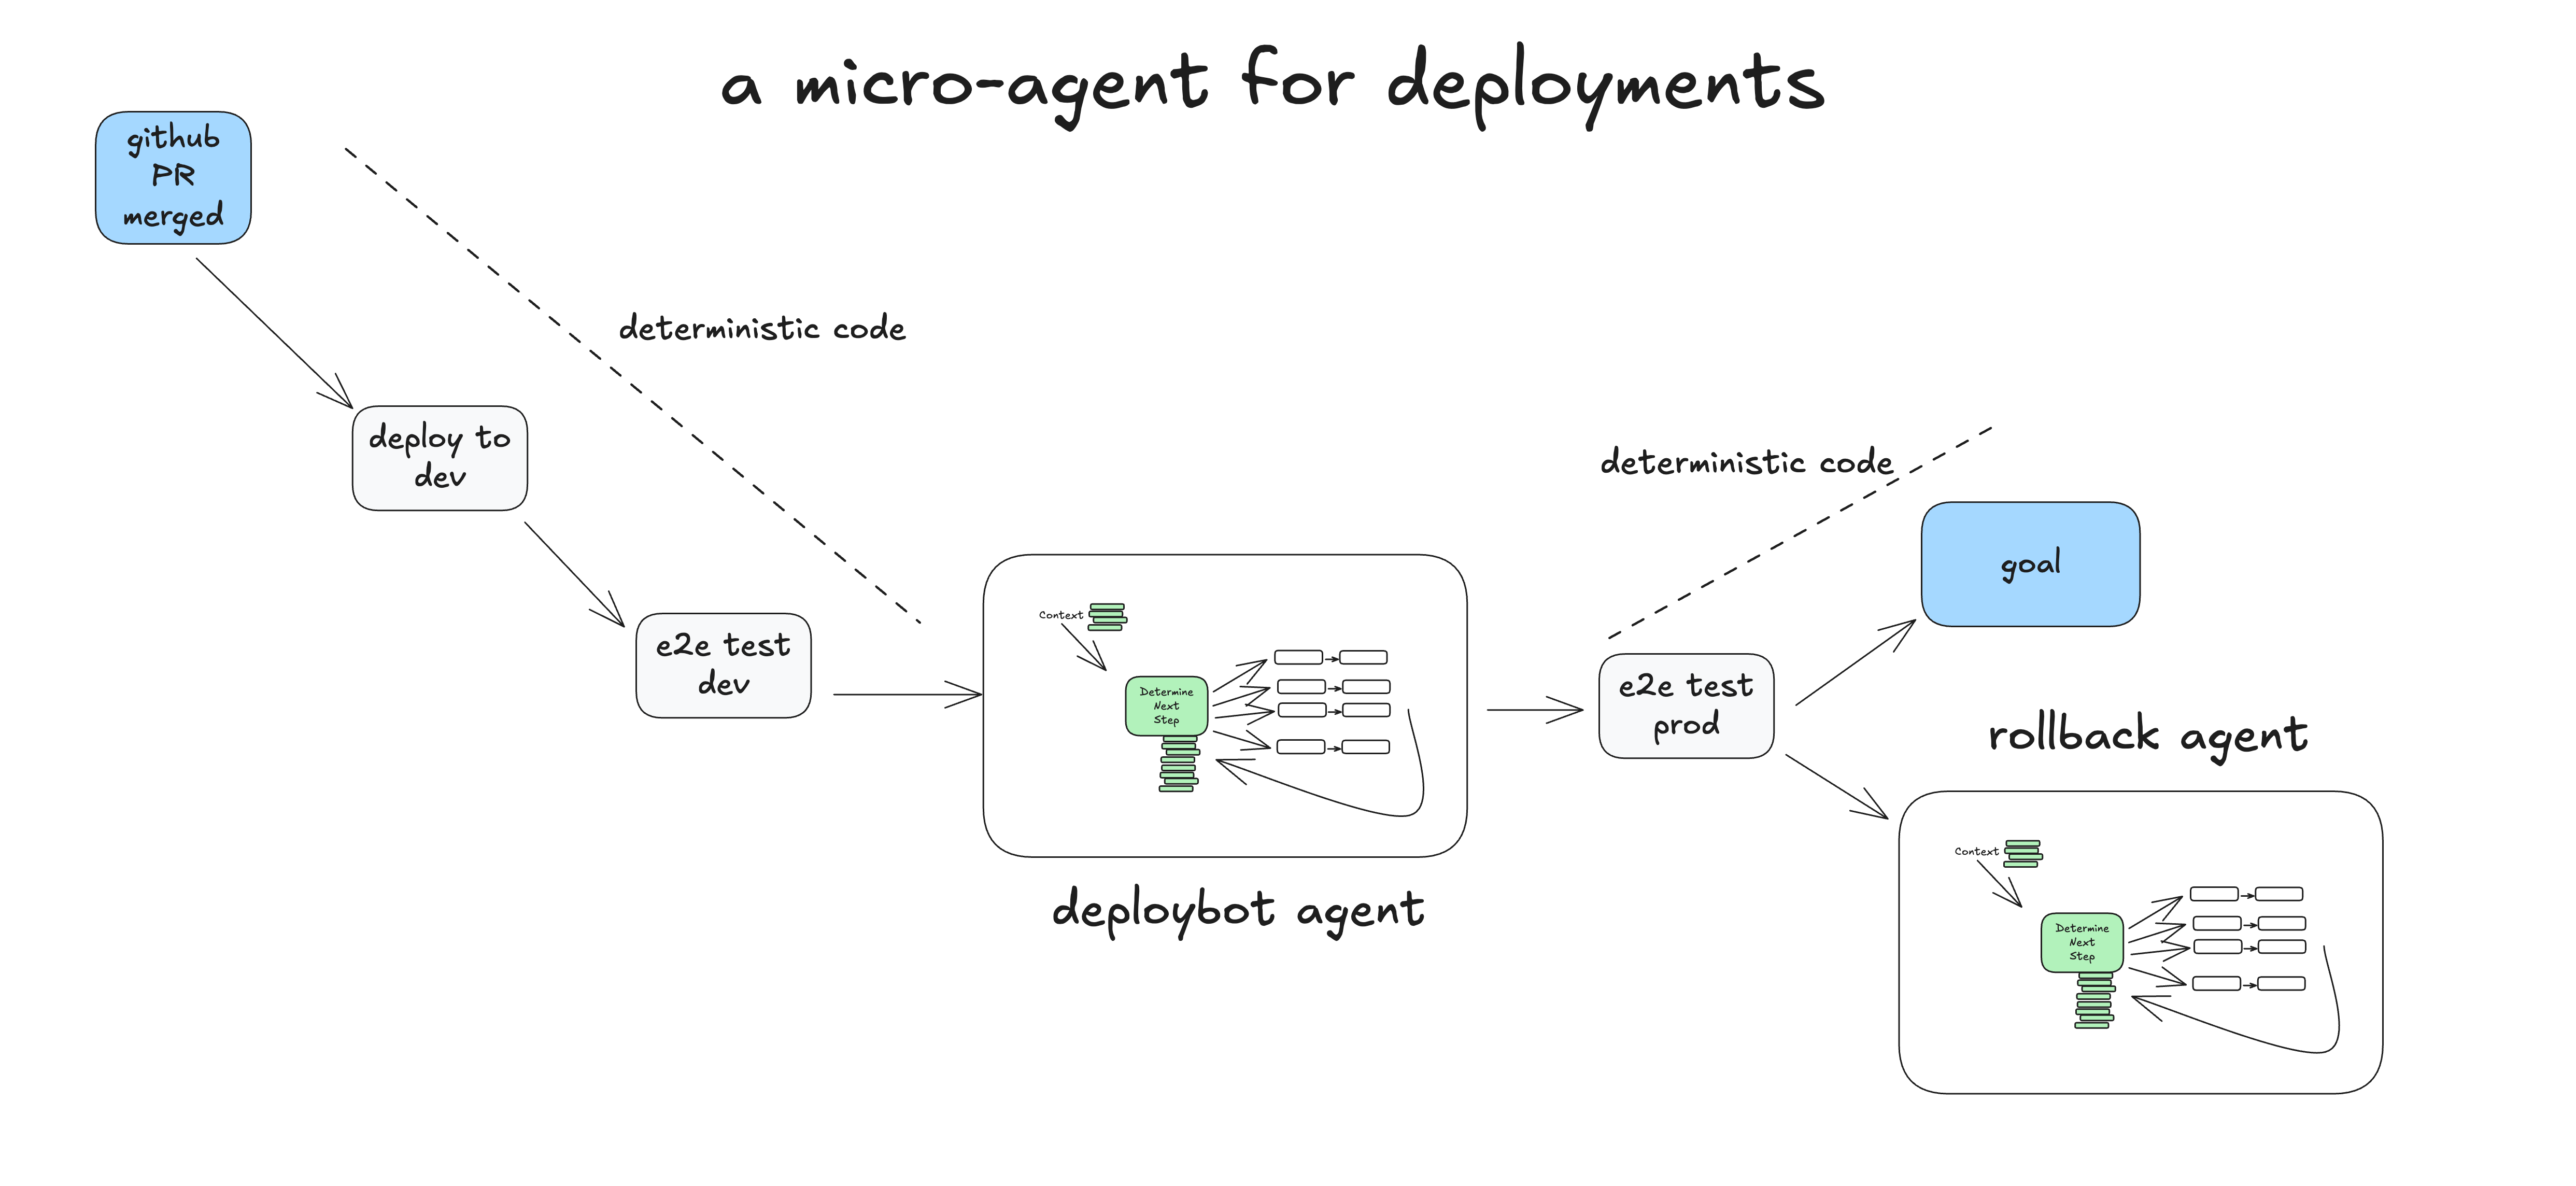 a micro-agent for deployments
github
PR
merged
deterministic code
deploy to
dev
e2e test
dev
Context
Determine
Next
Step
deploybot agent
deterministic code
e2e test
prod
goal
rollback agent
Context
Determine
Next
Step